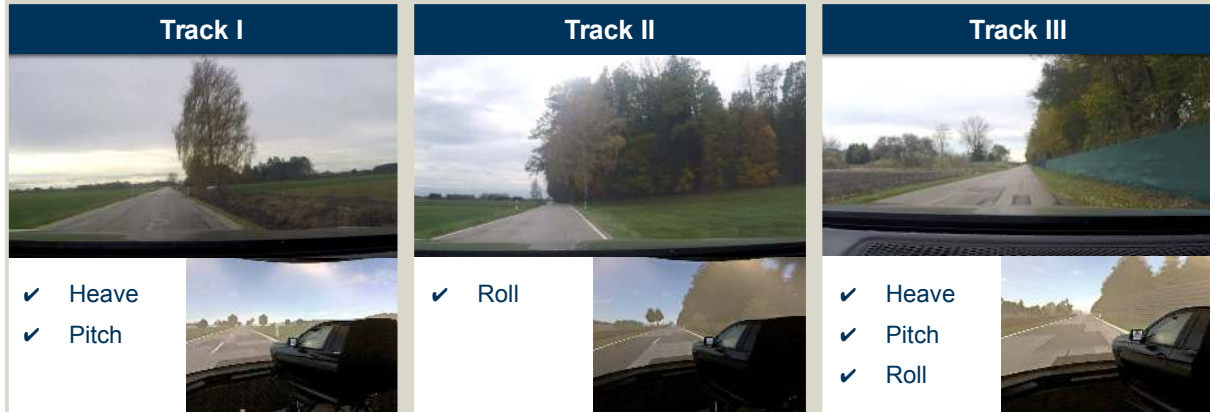 Track I
✔ Heave
✔ Pitch
Track II
✔ Roll
Track III
✔ Heave
✔ Pitch
✔ Roll